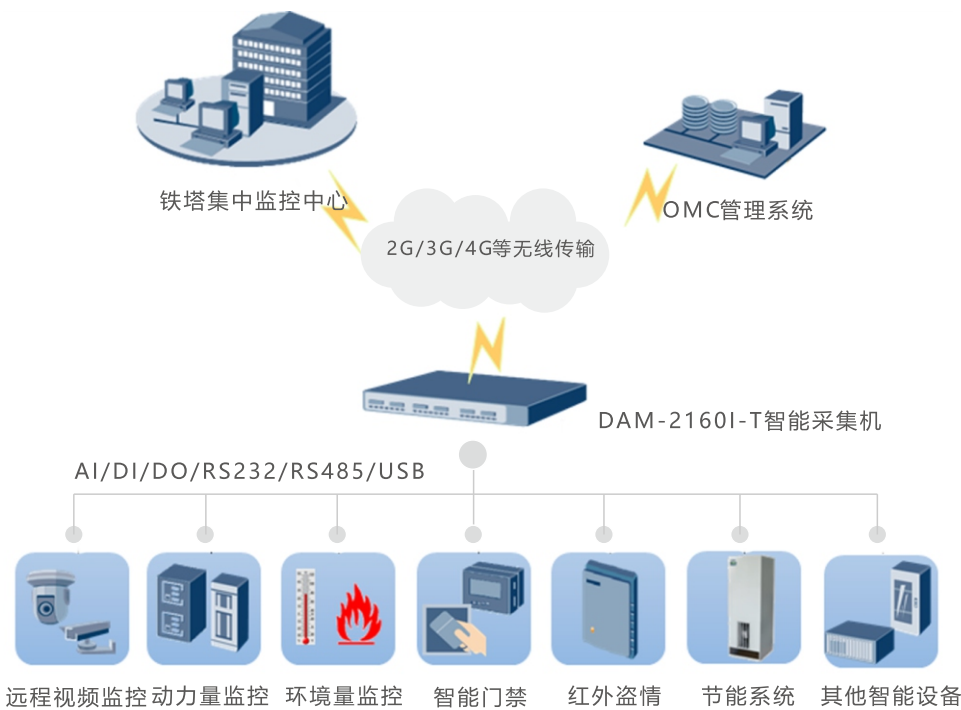 铁塔集中监控中心
OMC管理系统
2G/3G/4G等无线传输
DAM-2160I-T智能采集机
AI/DI/DO/RS232/RS485/USB
远程视频监控
动力量监控
环境量监控
智能门禁
红外盗情
节能系统
其他智能设备